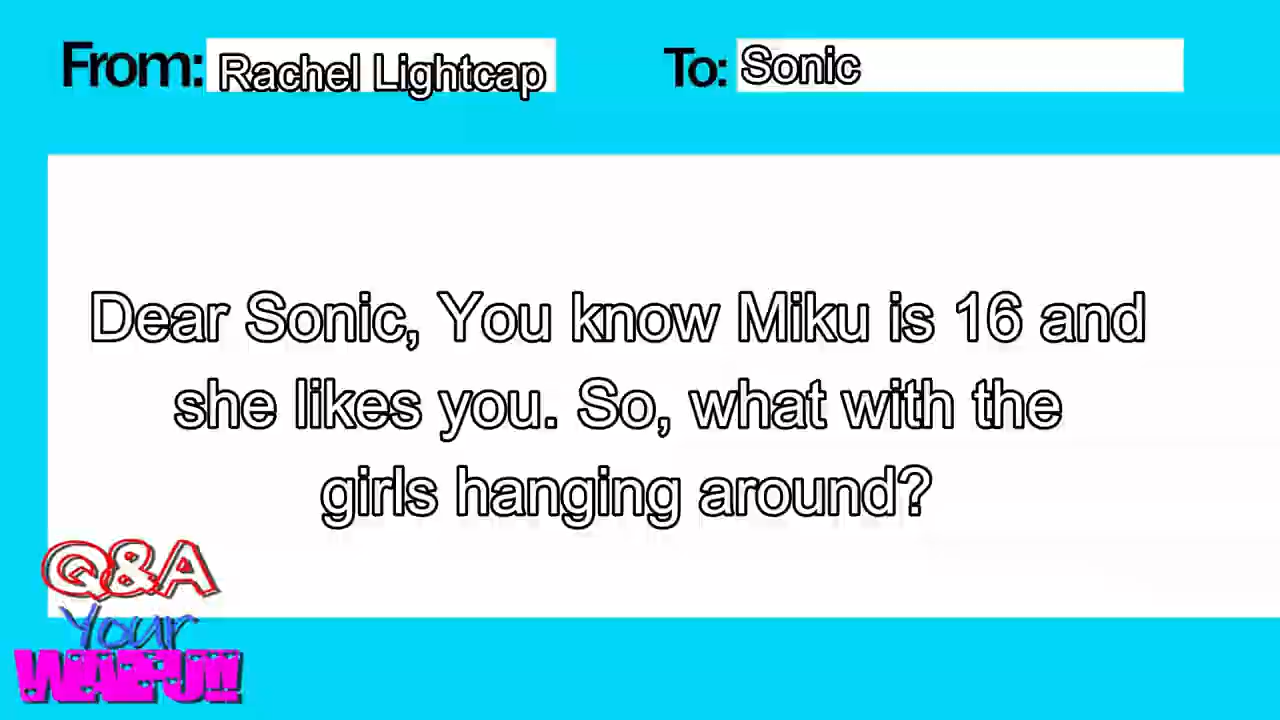 From: Rachel Lightcap To: Sonic
Dear Sonic, You know Miku is 16 and
she likes you. So, what with the
girls hanging around?
Q&A
Your
WAIFU!!